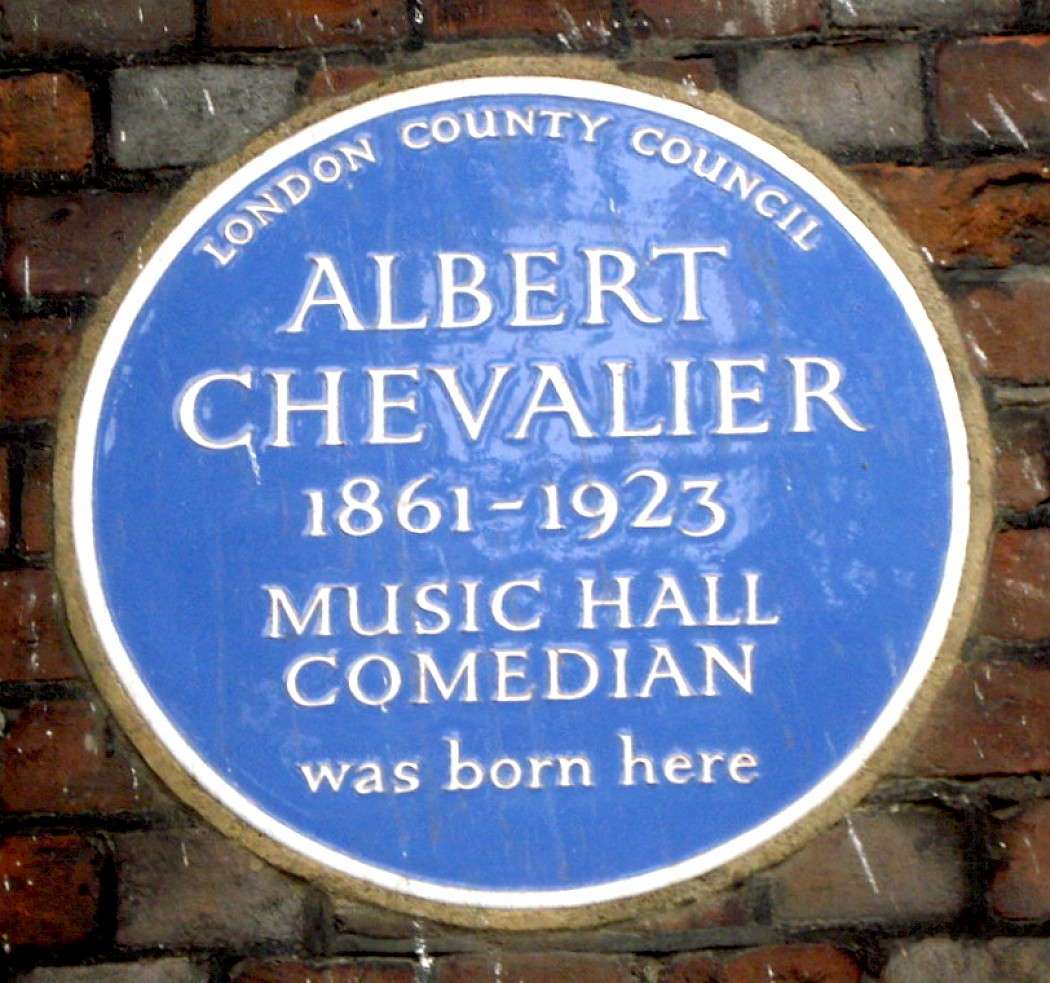 LONDON COUNTY COUNCIL
ALBERT
CHEVALIER
1861-1923
MUSIC HALL
COMEDIAN
was born here